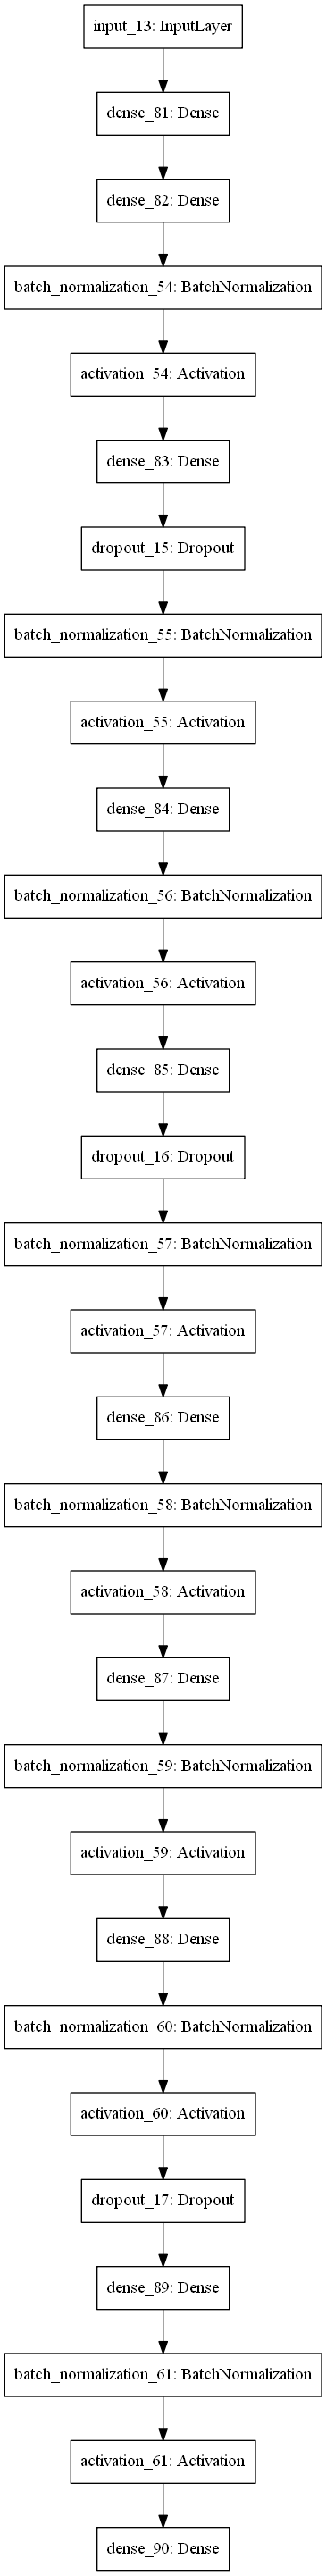 input_13: InputLayer
dense_81: Dense
dense_82: Dense
batch_normalization_54: BatchNormalization
activation_54: Activation
dense_83: Dense
dropout_15: Dropout
batch_normalization_55: BatchNormalization
activation_55: Activation
dense_84: Dense
batch_normalization_56: BatchNormalization
activation_56: Activation
dense_85: Dense
dropout_16: Dropout
batch_normalization_57: BatchNormalization
activation_57: Activation
dense_86: Dense
batch_normalization_58: BatchNormalization
activation_58: Activation
dense_87: Dense
batch_normalization_59: BatchNormalization
activation_59: Activation
dense_88: Dense
batch_normalization_60: BatchNormalization
activation_60: Activation
dropout_17: Dropout
dense_89: Dense
batch_normalization_61: BatchNormalization
activation_61: Activation
dense_90: Dense